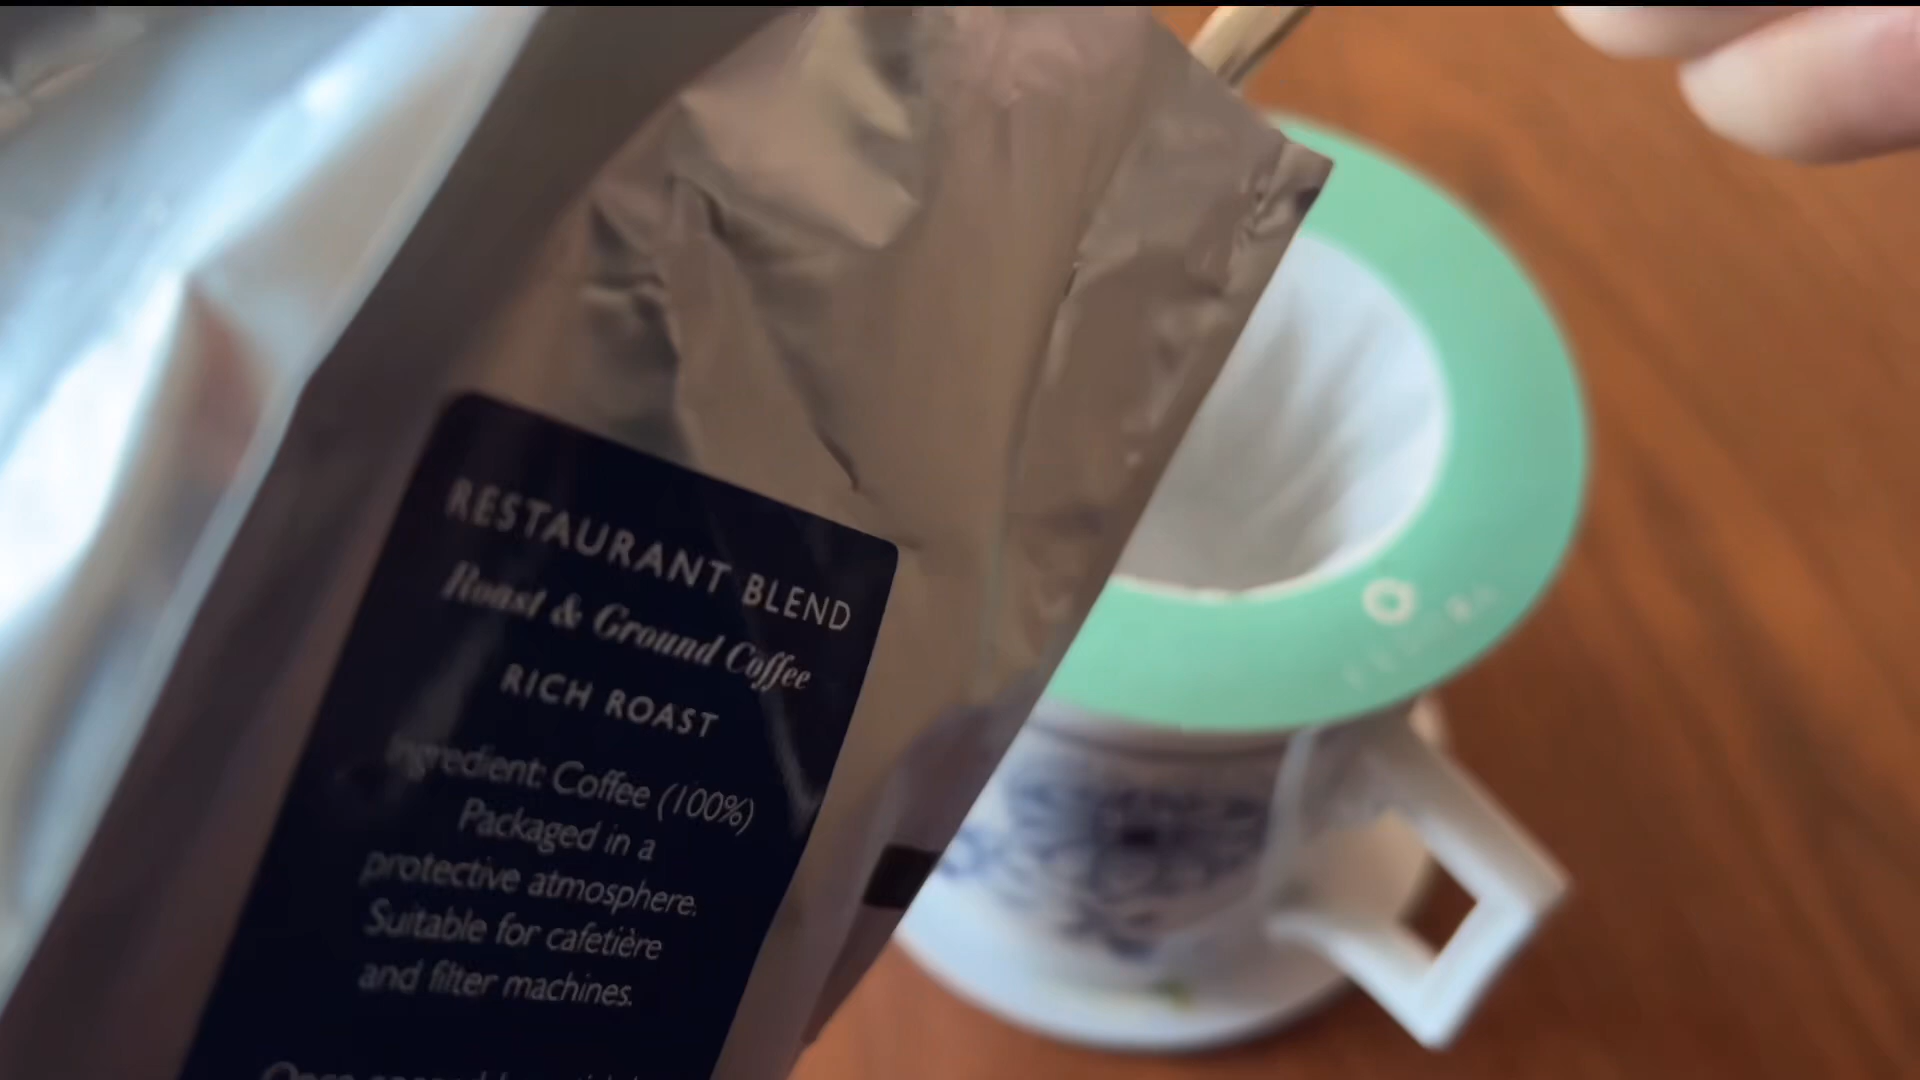 RESTAURANT BLEND
Roast & Ground Coffee
RICH ROAST
Ingredient: Coffee (100%)
Packaged in a
protective atmosphere.
Suitable for cafetière
and filter machines.